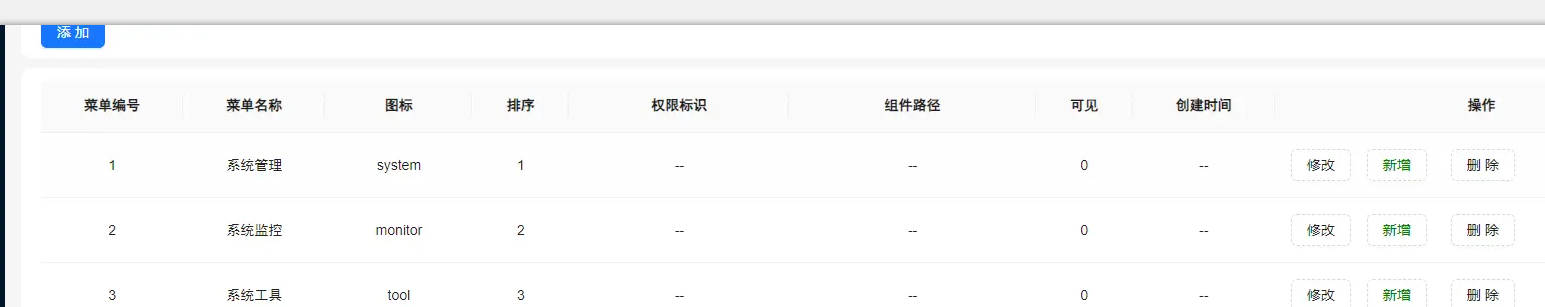 添 加
菜单编号 菜单名称 图标 排序 权限标识 组件路径 可见 创建时间 操作
1 系统管理 system 1 -- -- 0 -- 修改 新增 删 除
2 系统监控 monitor 2 -- -- 0 -- 修改 新增 删 除
3 系统工具 tool 3 -- -- 0 -- 修改 新增 删 除